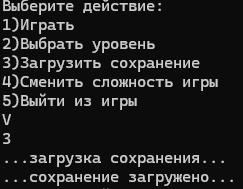 Выберите действие:
1)Играть
2)Выбрать уровень
3)Загрузить сохранение
4)Сменить сложность игры
5)Выйти из игры
V
3
...загрузка сохранения...
...сохранение загружено...